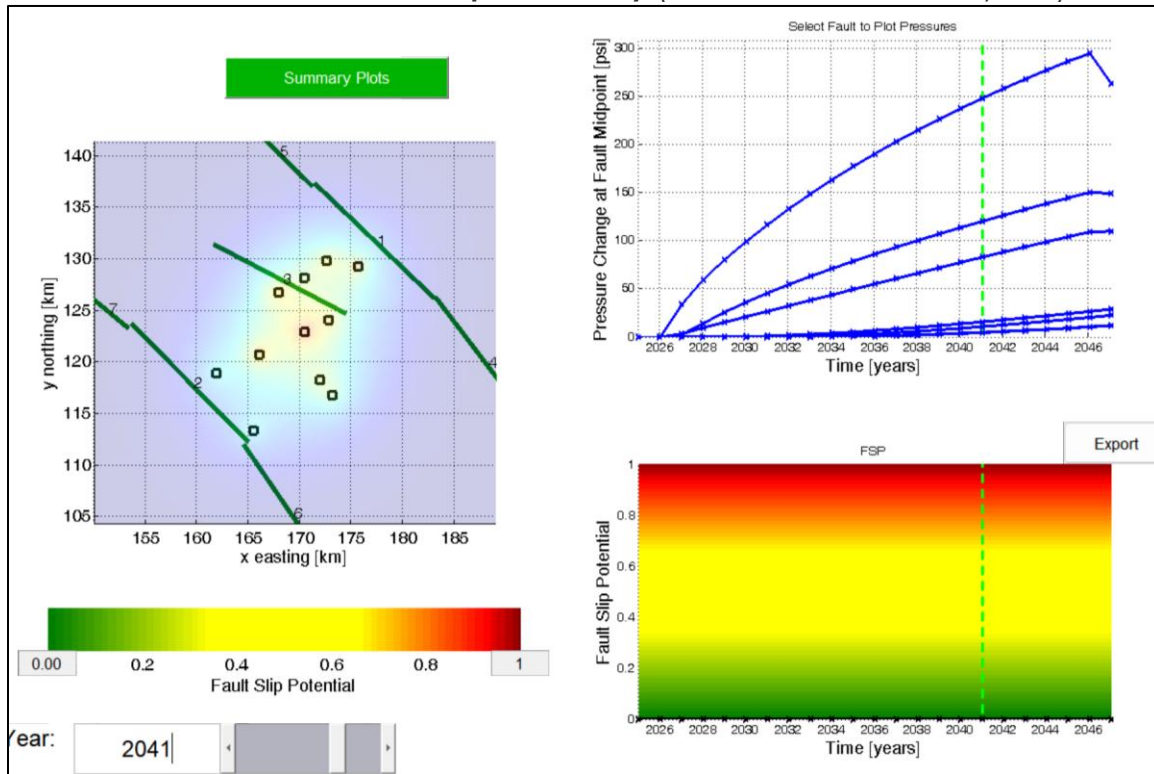 Summary Plots
140
135
130
125
120
115
110
105
y northing [km]
155 160 165 170 175 180 185
x easting [km]
5
1
3
7
2
4
6
0.00 0.2 0.4 0.6 0.8 1
Fault Slip Potential
Year: 2041
Select Fault to Plot Pressures
300
250
200
150
100
50
0
Pressure Change at Fault Midpoint [psi]
2026 2028 2030 2032 2034 2036 2038 2040 2042 2044 2046
Time [years]
Export
FSP
1
0.8
0.6
0.4
0.2
0
Fault Slip Potential
2026 2028 2030 2032 2034 2036 2038 2040 2042 2044 2046
Time [years]